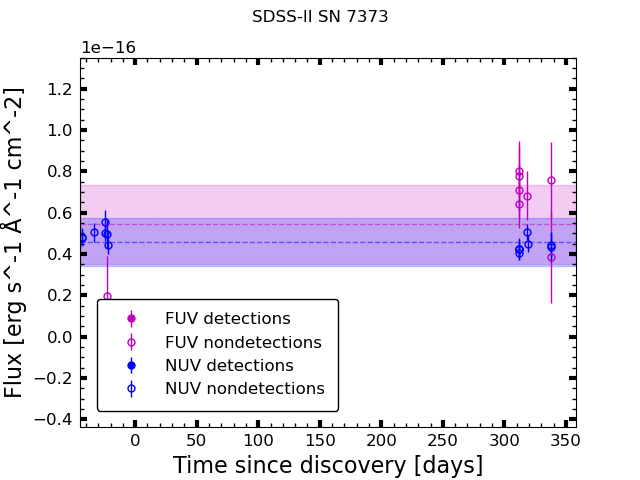 SDSS-II SN 7373
1e−16
1.2
1.0
0.8
0.6
0.4
0.2
0.0
−0.2
−0.4
Flux [erg s^-1 Å^-1 cm^-2]
FUV detections
FUV nondetections
NUV detections
NUV nondetections
0 50 100 150 200 250 300 350
Time since discovery [days]